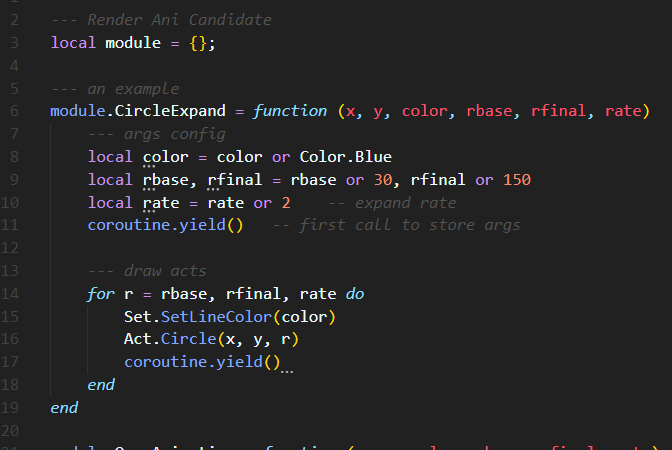 2 --- Render Ani Candidate
3 local module = {};
4
5 --- an example
6 module.CircleExpand = function (x, y, color, rbase, rfinal, rate)
7 --- args config
8 local color = color or Color.Blue
9 local rbase, rfinal = rbase or 30, rfinal or 150
10 local rate = rate or 2 -- expand rate
11 coroutine.yield() -- first call to store args
12
13 --- draw acts
14 for r = rbase, rfinal, rate do
15 Set.SetLineColor(color)
16 Act.Circle(x, y, r)
17 coroutine.yield()
18 end
19 end
20